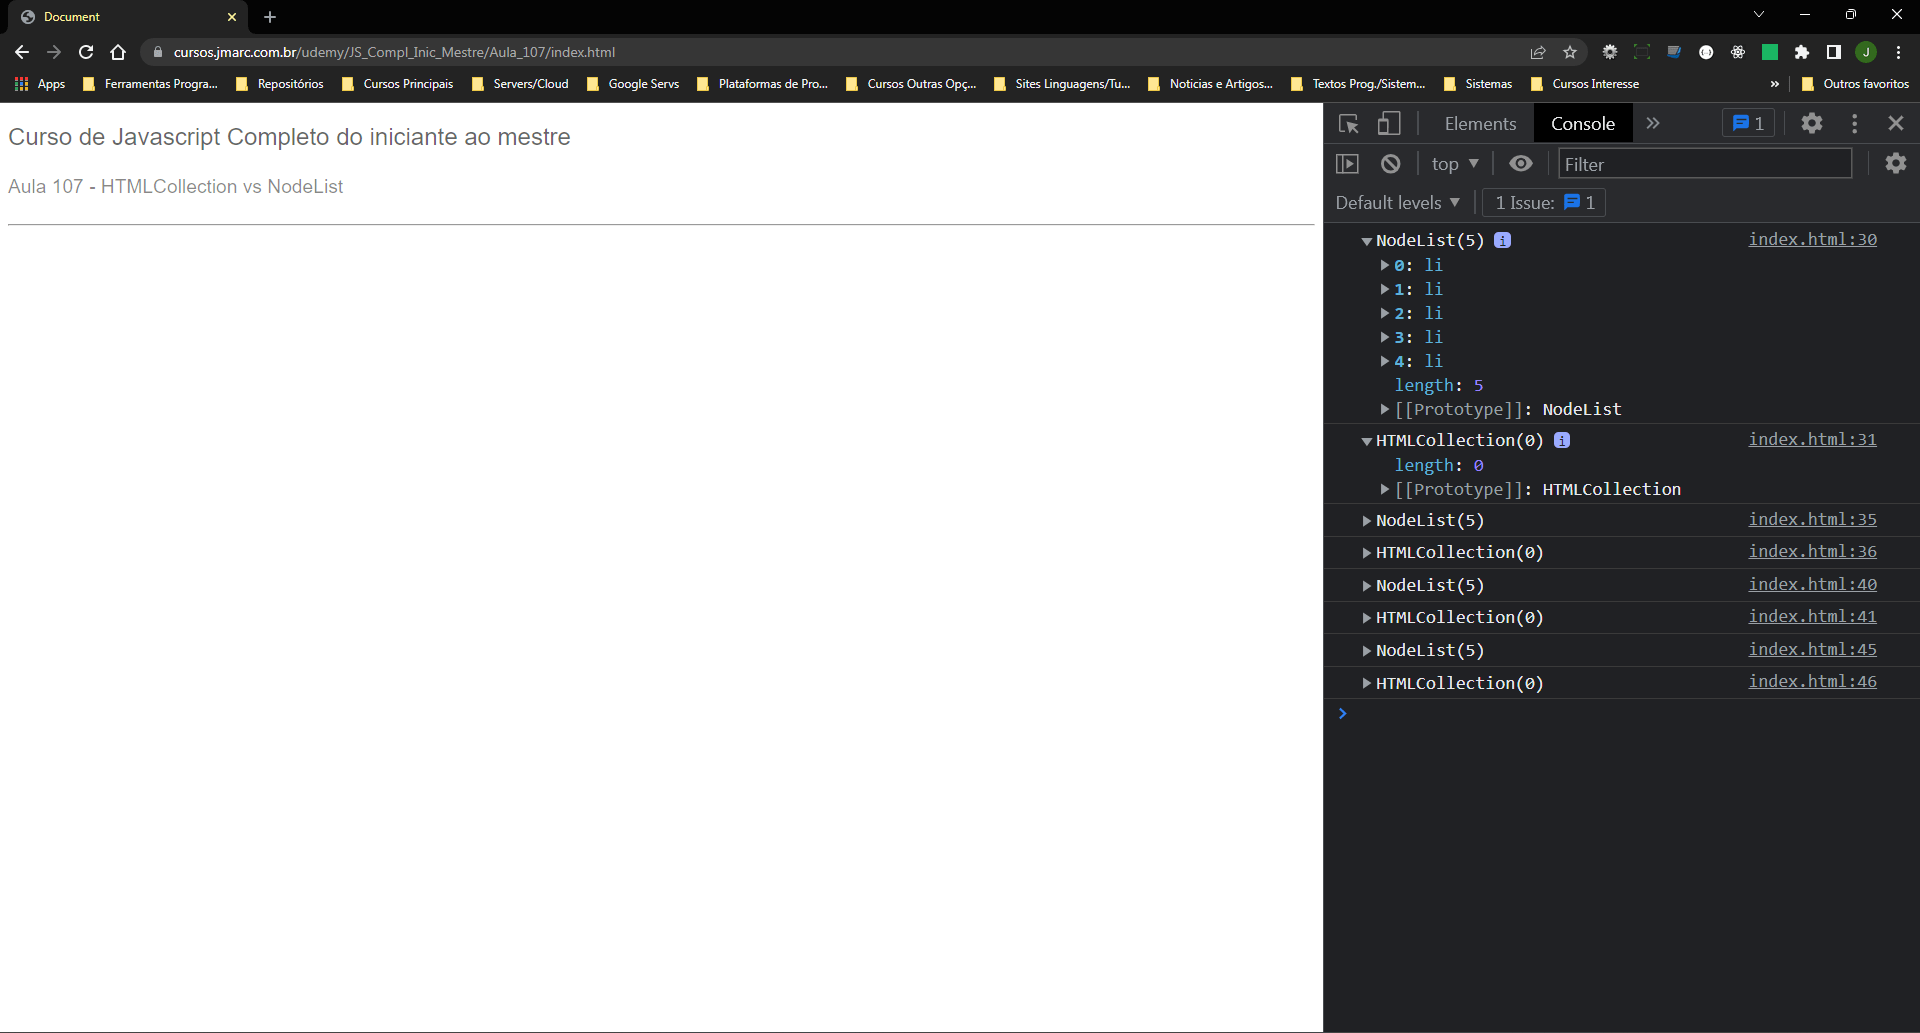 Document
cursos.jmarc.com.br/udemy/JS_Compl_Inic_Mestre/Aula_107/index.html
J
Apps Ferramentas Progra... Repositórios Cursos Principais Servers/Cloud Google Servs Plataformas de Pro... Cursos Outras Opç... Sites Linguagens/Tu... Noticias e Artigos... Textos Prog./Sistem... Sistemas Cursos Interesse » Outros favoritos
Curso de Javascript Completo do iniciante ao mestre
Aula 107 - HTMLCollection vs NodeList
Elements Console » 1
top Filter
Default levels 1 Issue: 1
NodeList(5) i index.html:30
0: li
1: li
2: li
3: li
4: li
length: 5
[[Prototype]]: NodeList
HTMLCollection(0) i index.html:31
length: 0
[[Prototype]]: HTMLCollection
NodeList(5) index.html:35
HTMLCollection(0) index.html:36
NodeList(5) index.html:40
HTMLCollection(0) index.html:41
NodeList(5) index.html:45
HTMLCollection(0) index.html:46